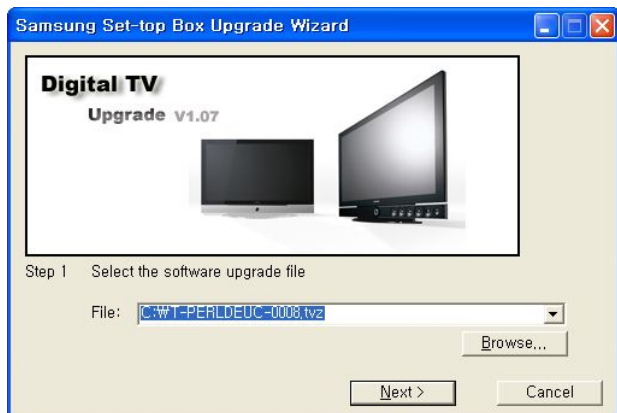 Samsung Set-top Box Upgrade Wizard
Digital TV
Upgrade V1.07
Step 1 Select the software upgrade file
File: C:₩T-PERLDEUC-0008.tvz
Browse...
Next > Cancel